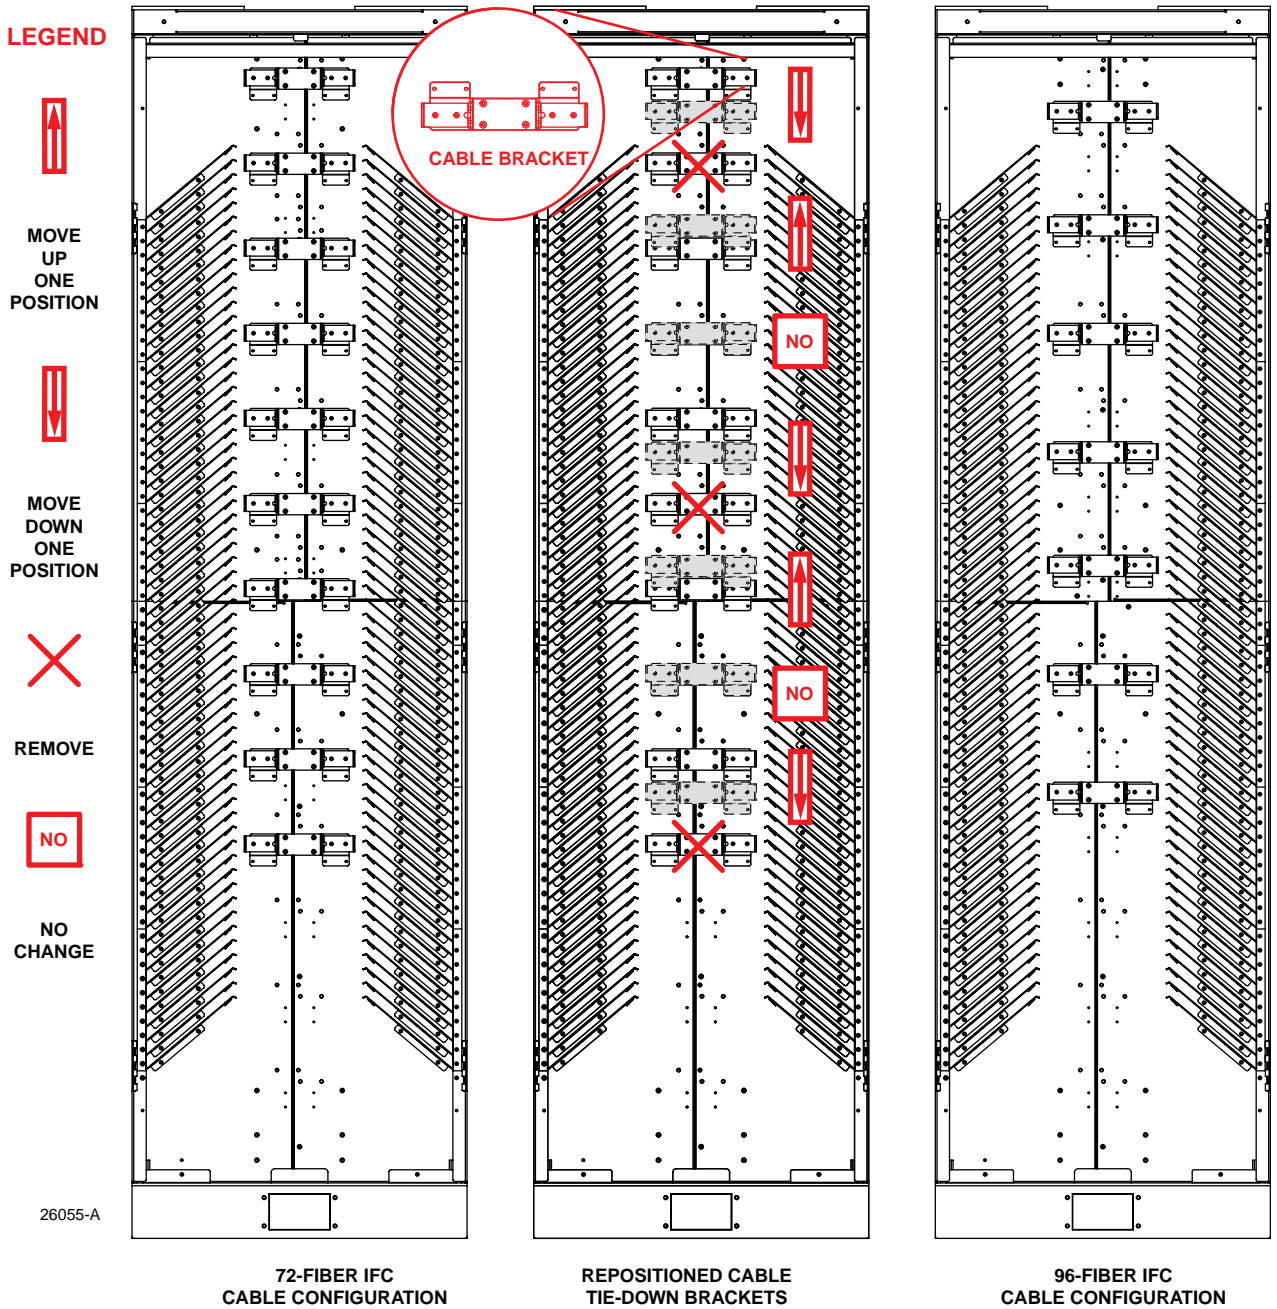 LEGEND
MOVE
UP
ONE
POSITION
MOVE
DOWN
ONE
POSITION
REMOVE
NO
NO
CHANGE
CABLE BRACKET
NO
NO
26055-A
72-FIBER IFC
CABLE CONFIGURATION
REPOSITIONED CABLE
TIE-DOWN BRACKETS
96-FIBER IFC
CABLE CONFIGURATION